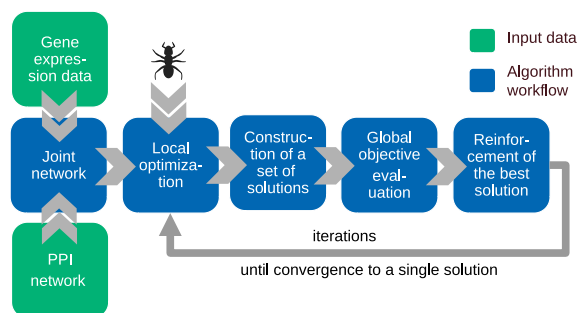 Gene
expres-
sion data
Input data
Algorithm
workflow
Joint
network
Local
optimiza-
tion
Construc-
tion of a
set of
solutions
Global
objective
eval-
uation
Reinfor-
cement of
the best
solution
PPI
network
iterations
until convergence to a single solution